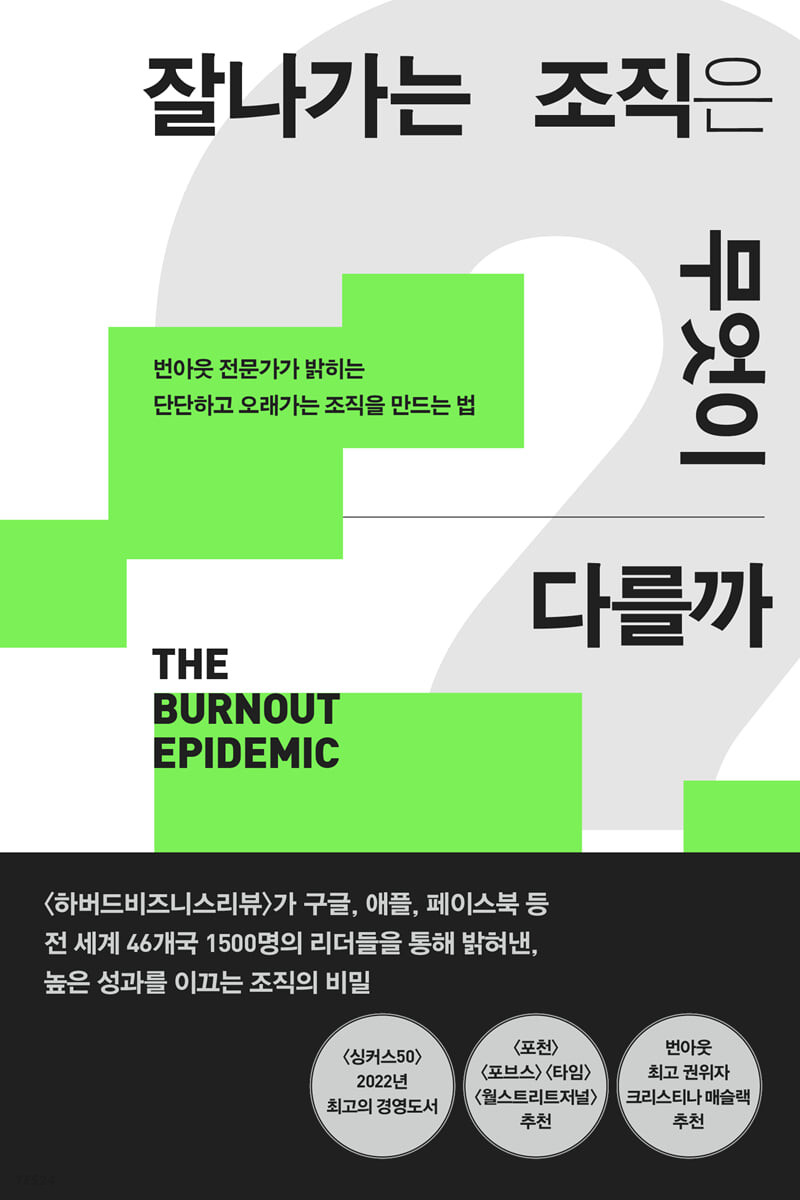 잘나가는 조직은
무엇이
다를까
번아웃 전문가가 밝히는
단단하고 오래가는 조직을 만드는 법
THE
BURNOUT
EPIDEMIC
〈하버드비즈니스리뷰〉가 구글, 애플, 페이스북 등
전 세계 46개국 1500명의 리더들을 통해 밝혀낸,
높은 성과를 이끄는 조직의 비밀
〈싱커스50〉
2022년
최고의 경영도서
〈포천〉
〈포브스〉 〈타임〉
〈월스트리트저널〉
추천
번아웃
최고 권위자
크리스티나 매슬랙
추천